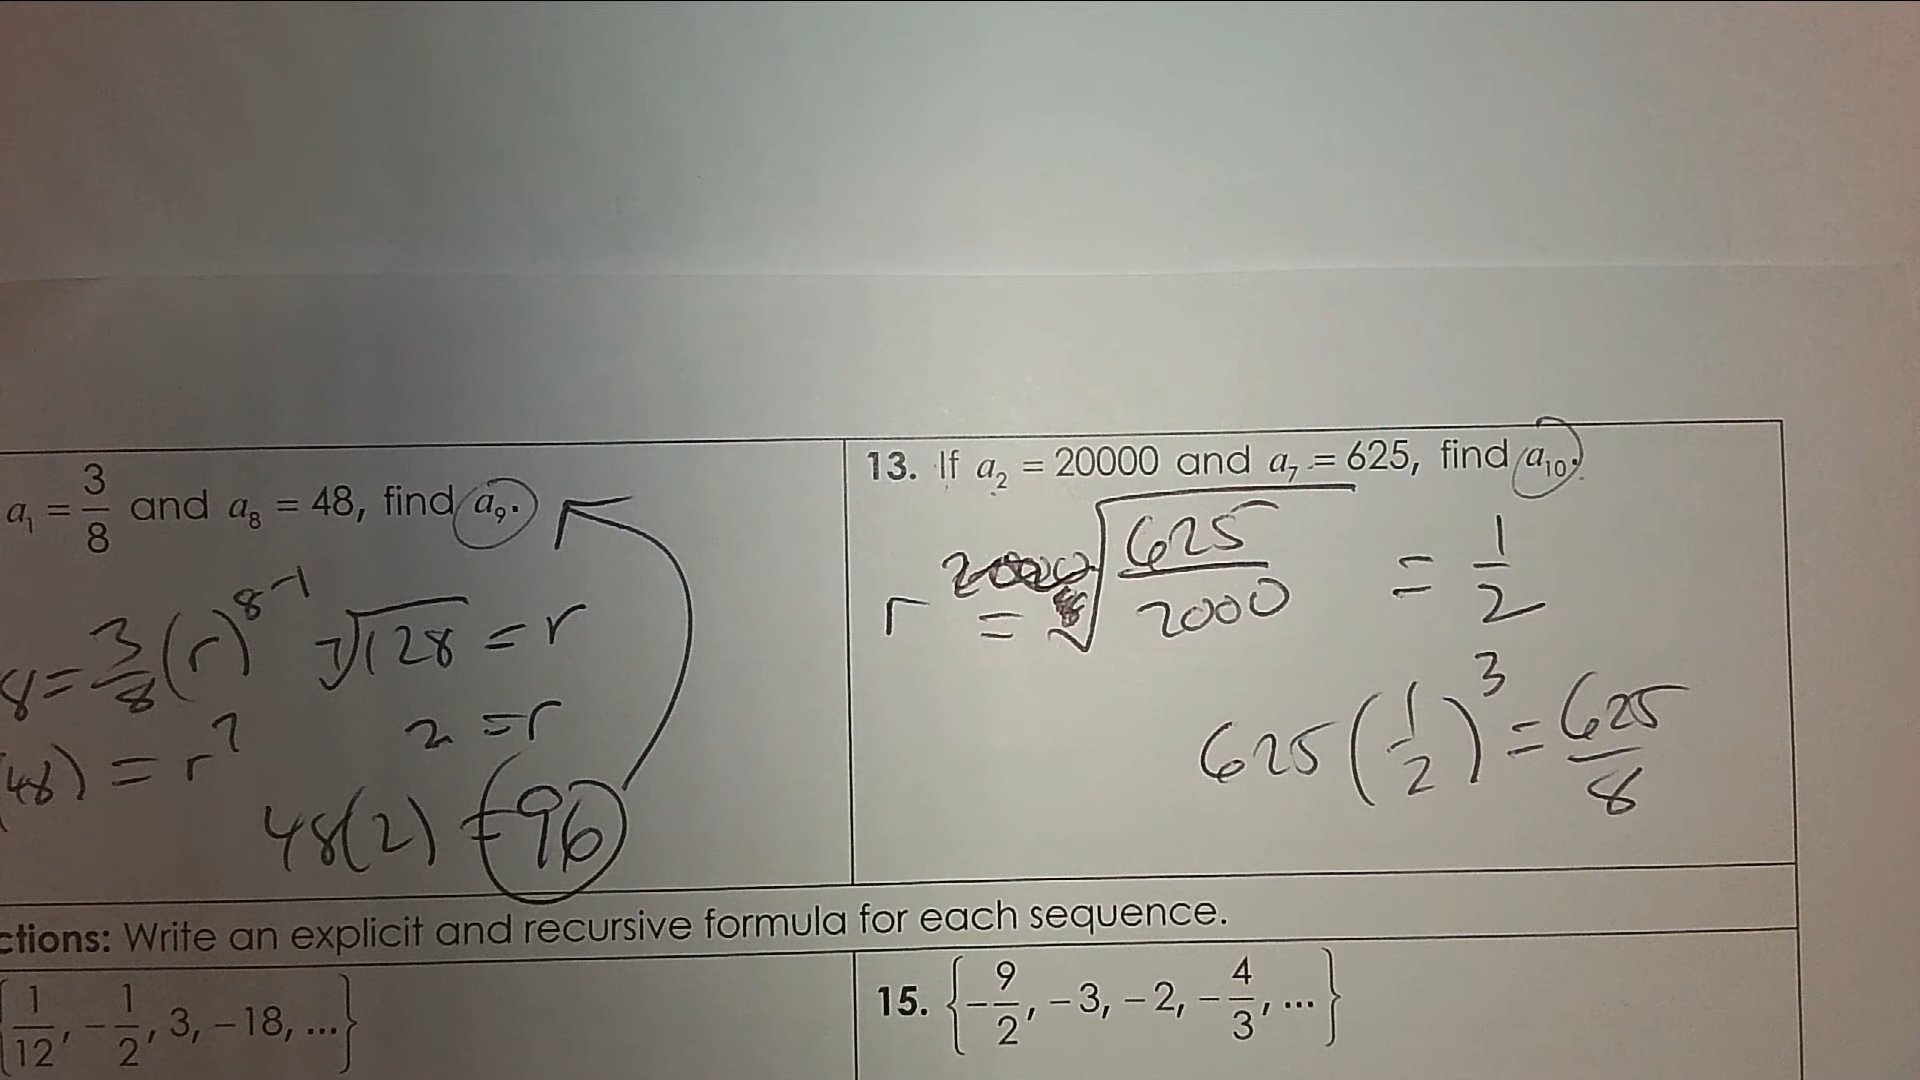 a₁ = 3/8 and a₈ = 48, find a₉.
8 = 3/8 (r)^8-1
48) = r^7
⁷√128 = r
2 = r
48(2) = 96
13. If a₂ = 20000 and a₇ = 625, find a₁₀.
r = √625/2000 = 1/2
625 (1/2)^3 = 625/8
ctions: Write an explicit and recursive formula for each sequence.
{1/12, -1/2, 3, -18, ...}
15. {-9/2, -3, -2, -4/3, ...}